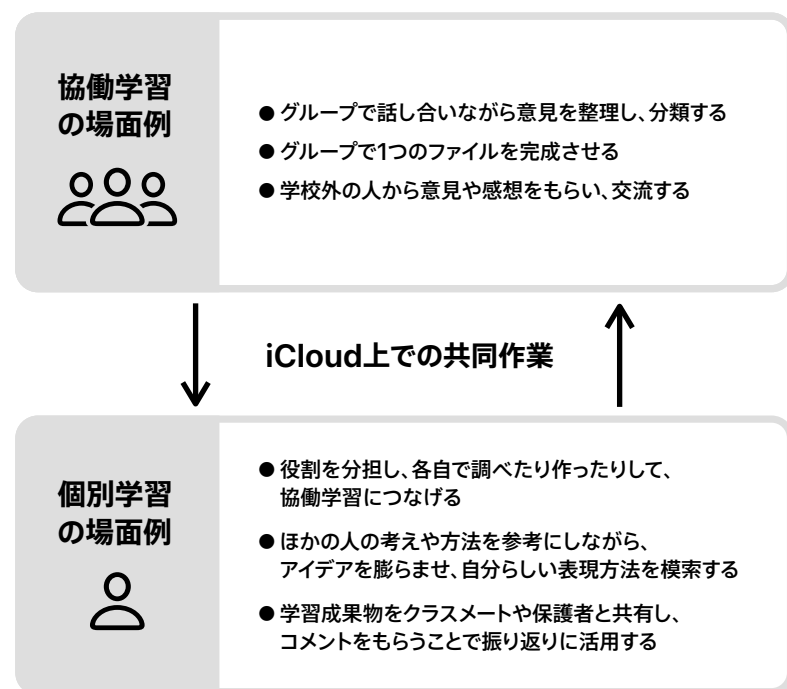 協働学習
の場面例
● グループで話し合いながら意見を整理し、分類する
● グループで1つのファイルを完成させる
● 学校外の人から意見や感想をもらい、交流する
iCloud上での共同作業
個別学習
の場面例
● 役割を分担し、各自で調べたり作ったりして、
協働学習につなげる
● ほかの人の考えや方法を参考にしながら、
アイデアを膨らませ、自分らしい表現方法を模索する
● 学習成果物をクラスメートや保護者と共有し、
コメントをもらうことで振り返りに活用する